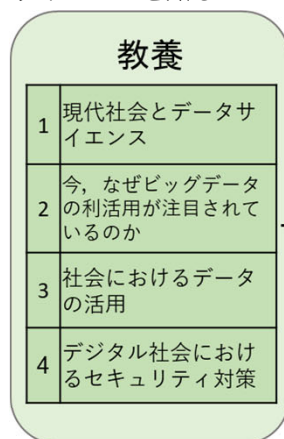 教養
1 現代社会とデータサ
イエンス
今，なぜビッグデータ
2 の利活用が注目されて
いるのか
3 社会におけるデータ
の活用
4 デジタル社会におけ
るセキュリティ対策